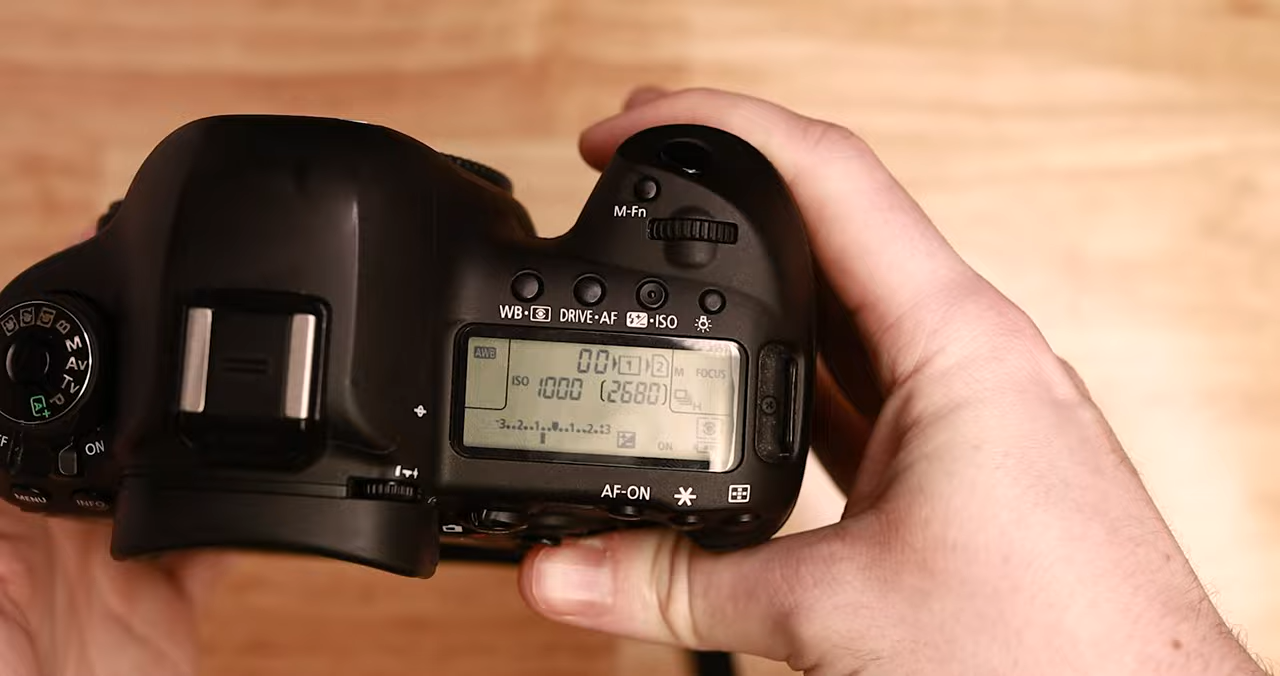 M-Fn
WB• DRIVE•AF •ISO
AWB
00 1 2 M FOCUS
ISO 1000 (2680) H
-3..2..1..0..1..2.:3
ON
B
M
Av
Tv
P
A+
ON
MENU INFO
AF-ON